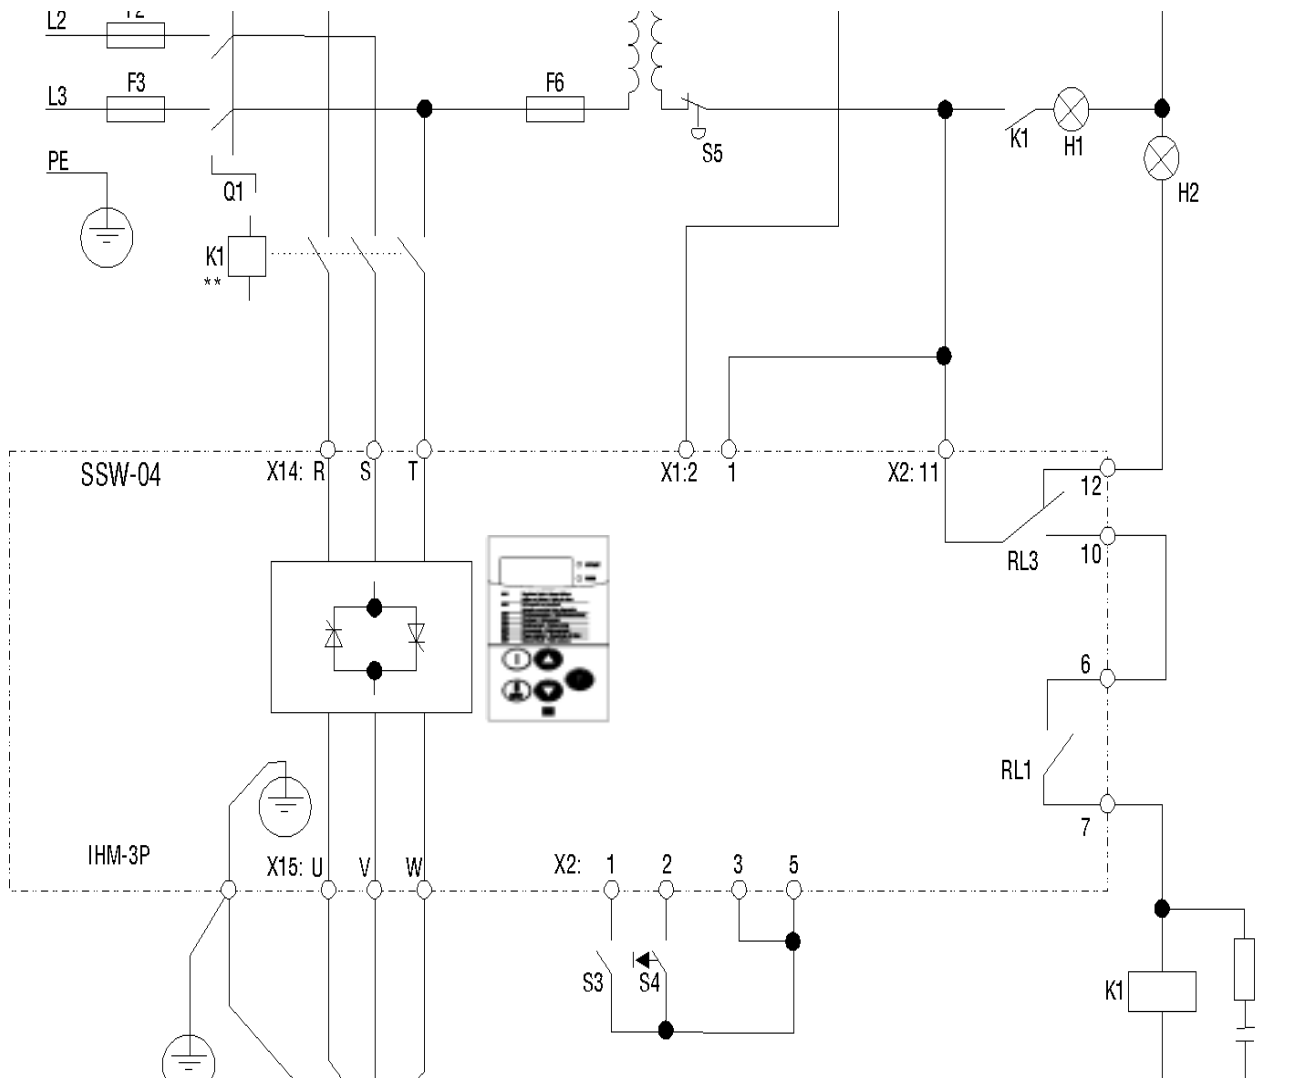 L2
F3
F6
L3
S5
K1
H1
PE
Q1
H2
K1
**
SSW-04
X14: R S T
X1:2 1
X2: 11
12
10
RL3
6
RL1
7
IHM-3P
X15: U V W
X2: 1 2 3 5
S3
S4
K1